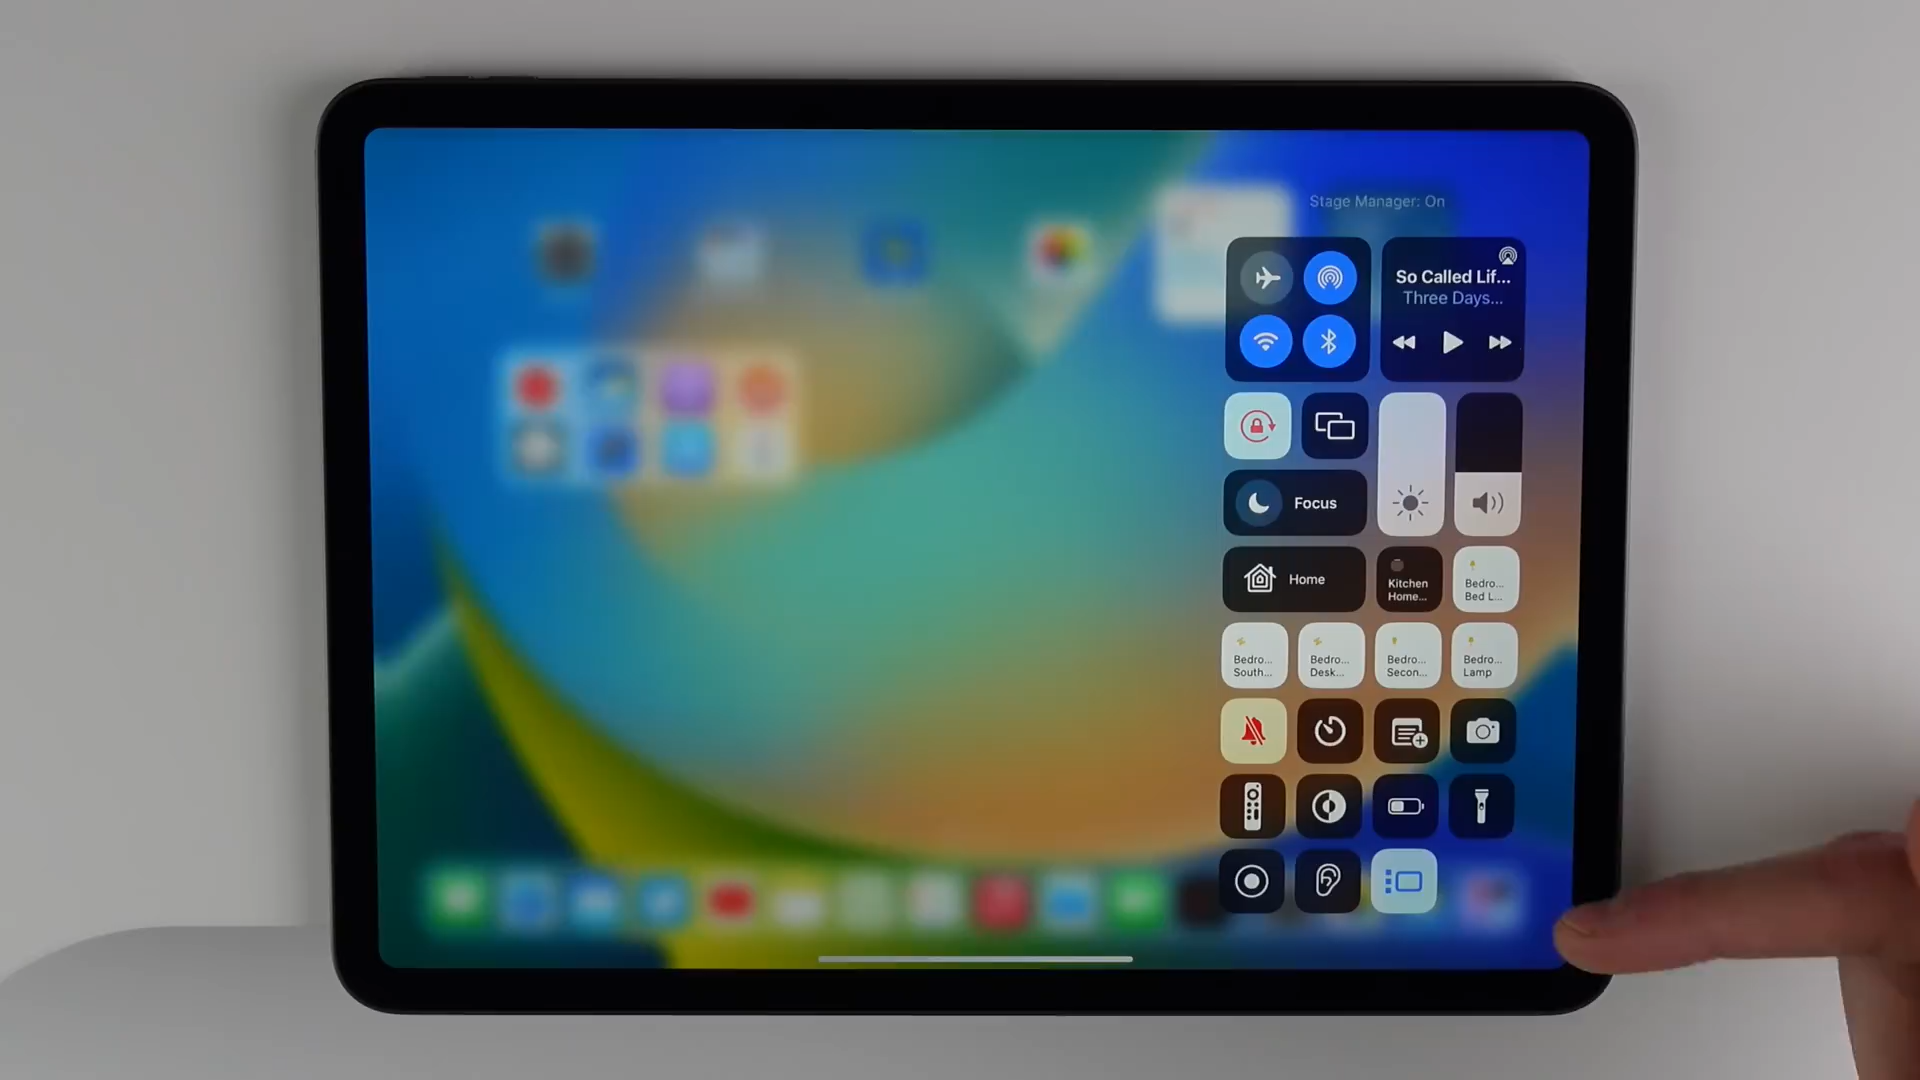 Stage Manager: On
So Called Lif...
Three Days...
Focus
Home
Kitchen
Home...
Bedro...
Bed L...
Bedro...
South...
Bedro...
Desk...
Bedro...
Secon...
Bedro...
Lamp